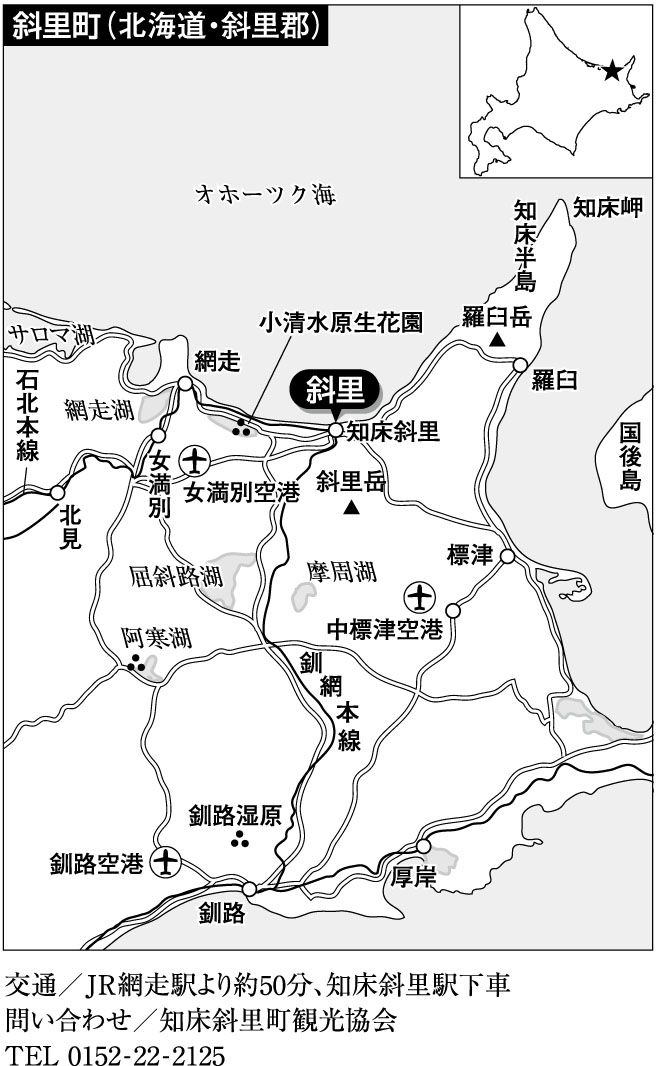 斜里町（北海道・斜里郡）
オホーツク海
知床岬
知床半島
小清水原生花園
羅臼岳
サロマ湖
網走
羅臼
斜里
石北本線
網走湖
知床斜里
国後島
女満別
女満別空港
斜里岳
北見
標津
屈斜路湖
摩周湖
中標津空港
阿寒湖
釧網本線
釧路湿原
釧路空港
厚岸
釧路
交通／JR網走駅より約50分、知床斜里駅下車
問い合わせ／知床斜里町観光協会
TEL 0152-22-2125